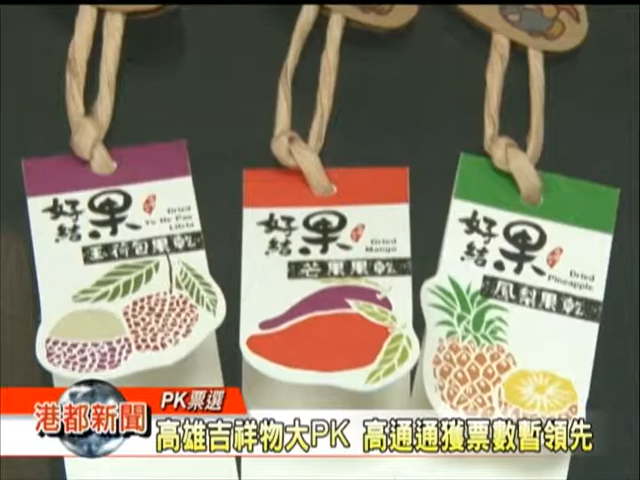 好結果
Dried
Yu He Pao
Litchi
玉荷包果乾
好結果
Dried
Mango
芒果果乾
好結果
Dried
Pineapple
鳳梨果乾
PK票選
港都新聞
高雄吉祥物大PK 高通通獲票數暫領先